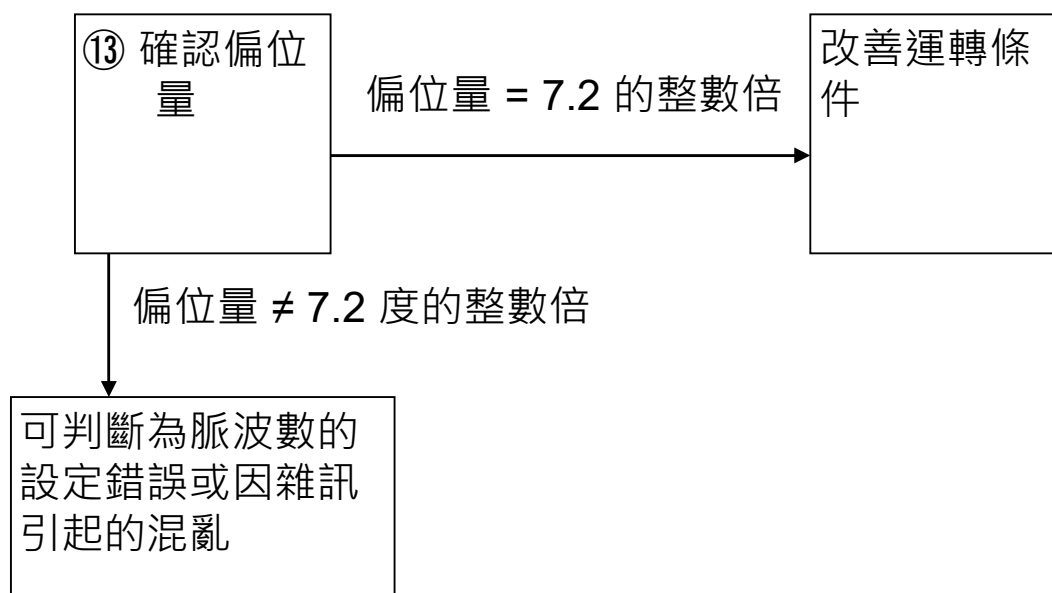 ⑬ 確認偏位
量
偏位量 = 7.2 的整數倍
改善運轉條
件
偏位量 ≠ 7.2 度的整數倍
可判斷為脈波數的
設定錯誤或因雜訊
引起的混亂